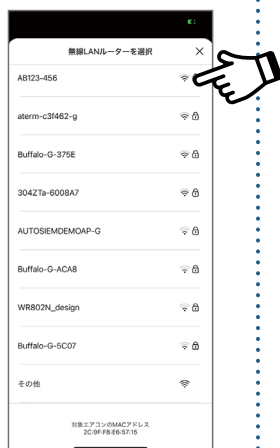 無線LANルーターを選択
AB123-456
aterm-c3f462-g
Buffalo-G-375E
304ZTa-6008A7
AUTOSIEMDEMOAP-G
Buffalo-G-ACA8
WR802N_design
Buffalo-G-5C07
その他
対象エアコンのMACアドレス
2C:9F:FB:E6:57:15